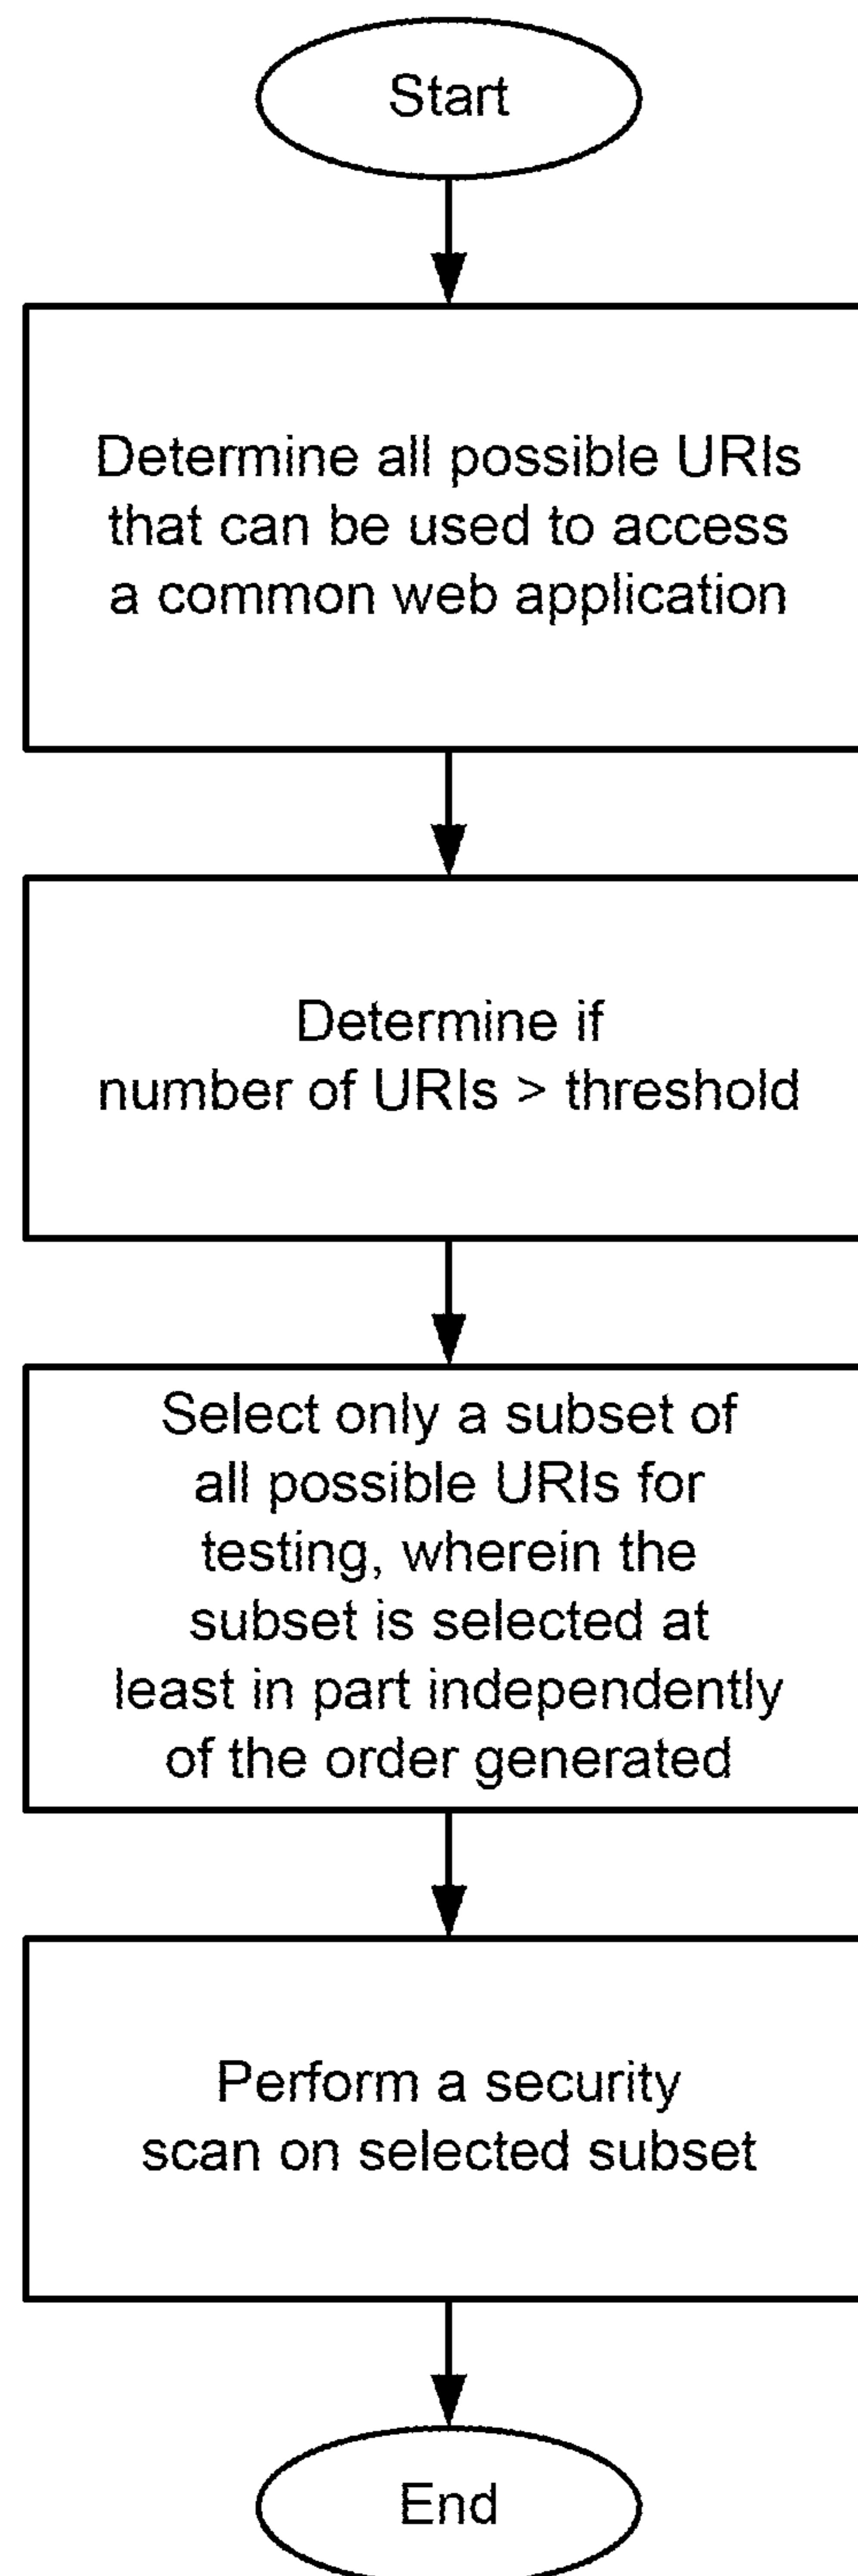 Start
Determine all possible URIs
that can be used to access
a common web application
Determine if
number of URIs > threshold
Select only a subset of
all possible URIs for
testing, wherein the
subset is selected at
least in part independently
of the order generated
Perform a security
scan on selected subset
End